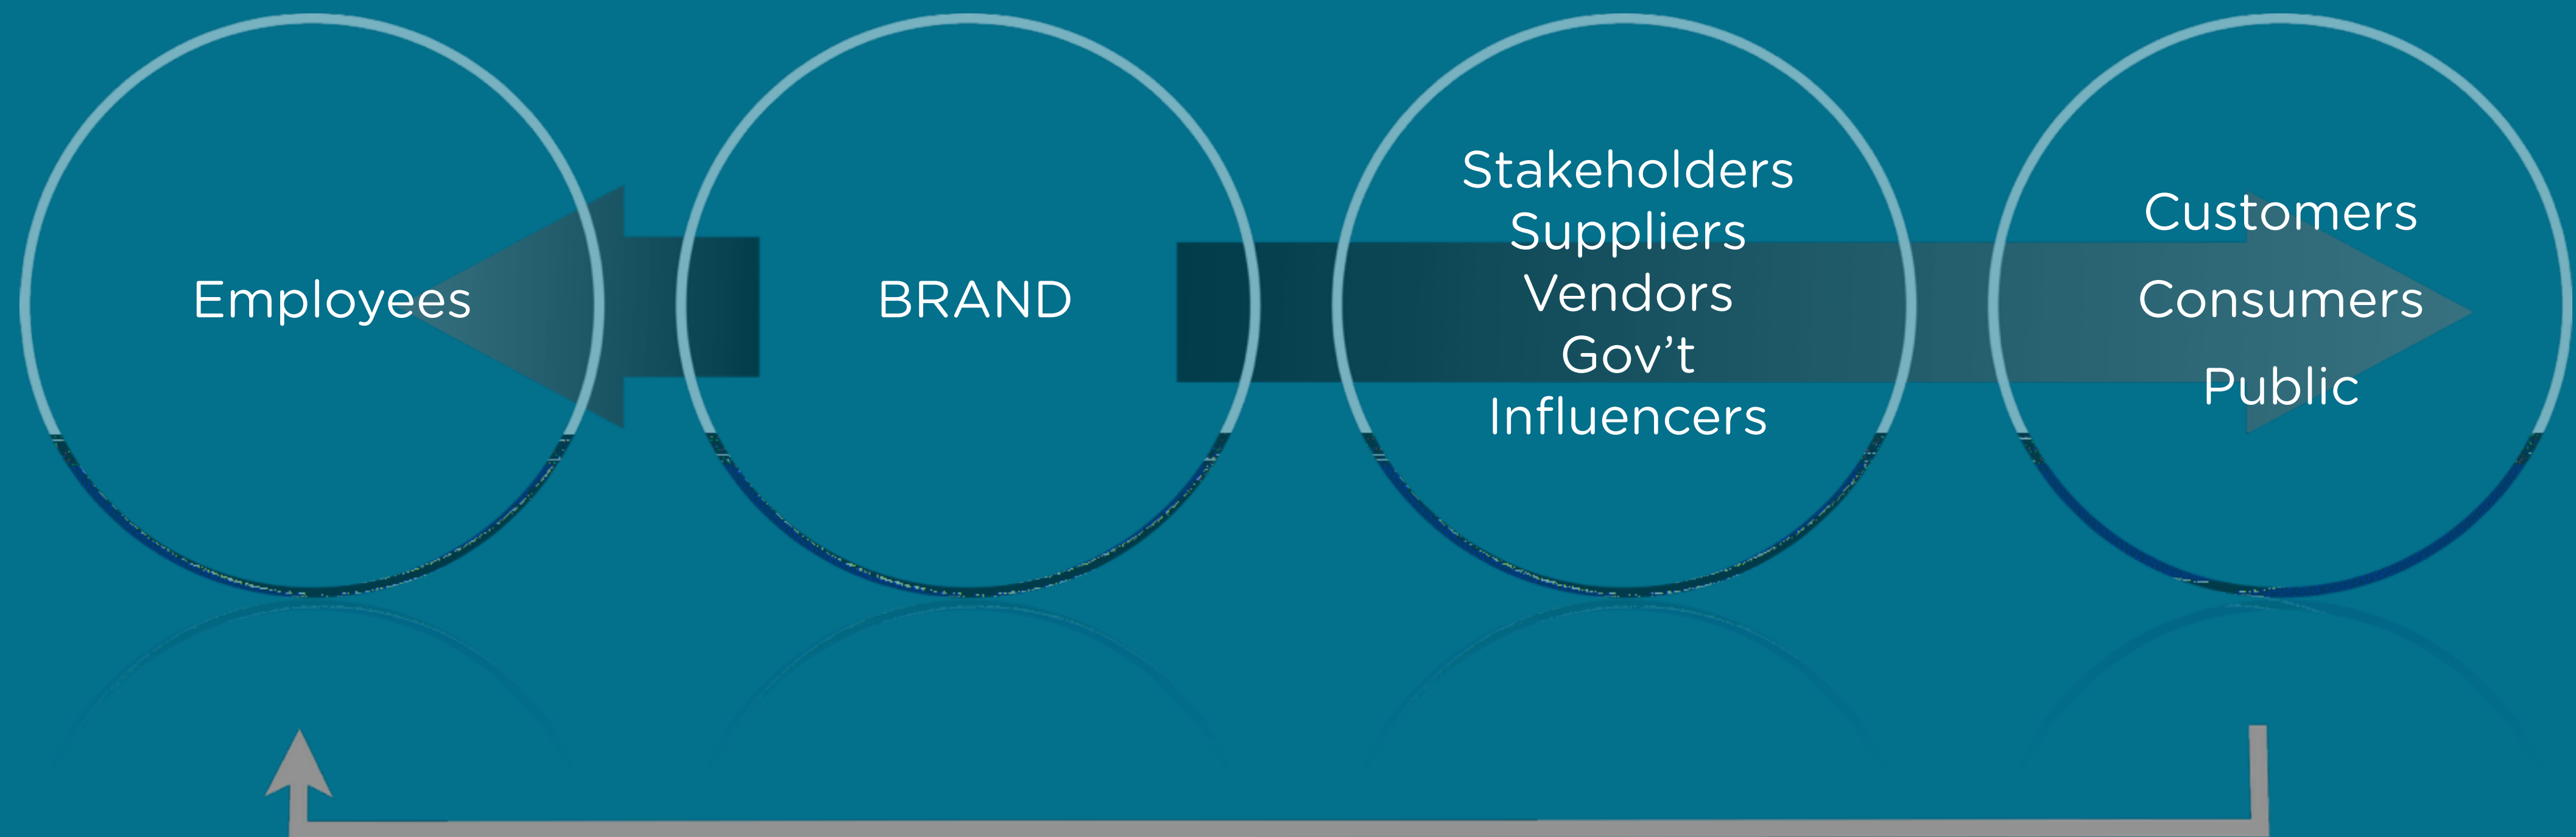 Employees
BRAND
Stakeholders
Suppliers
Vendors
Gov’t
Influencers
Customers
Consumers
Public